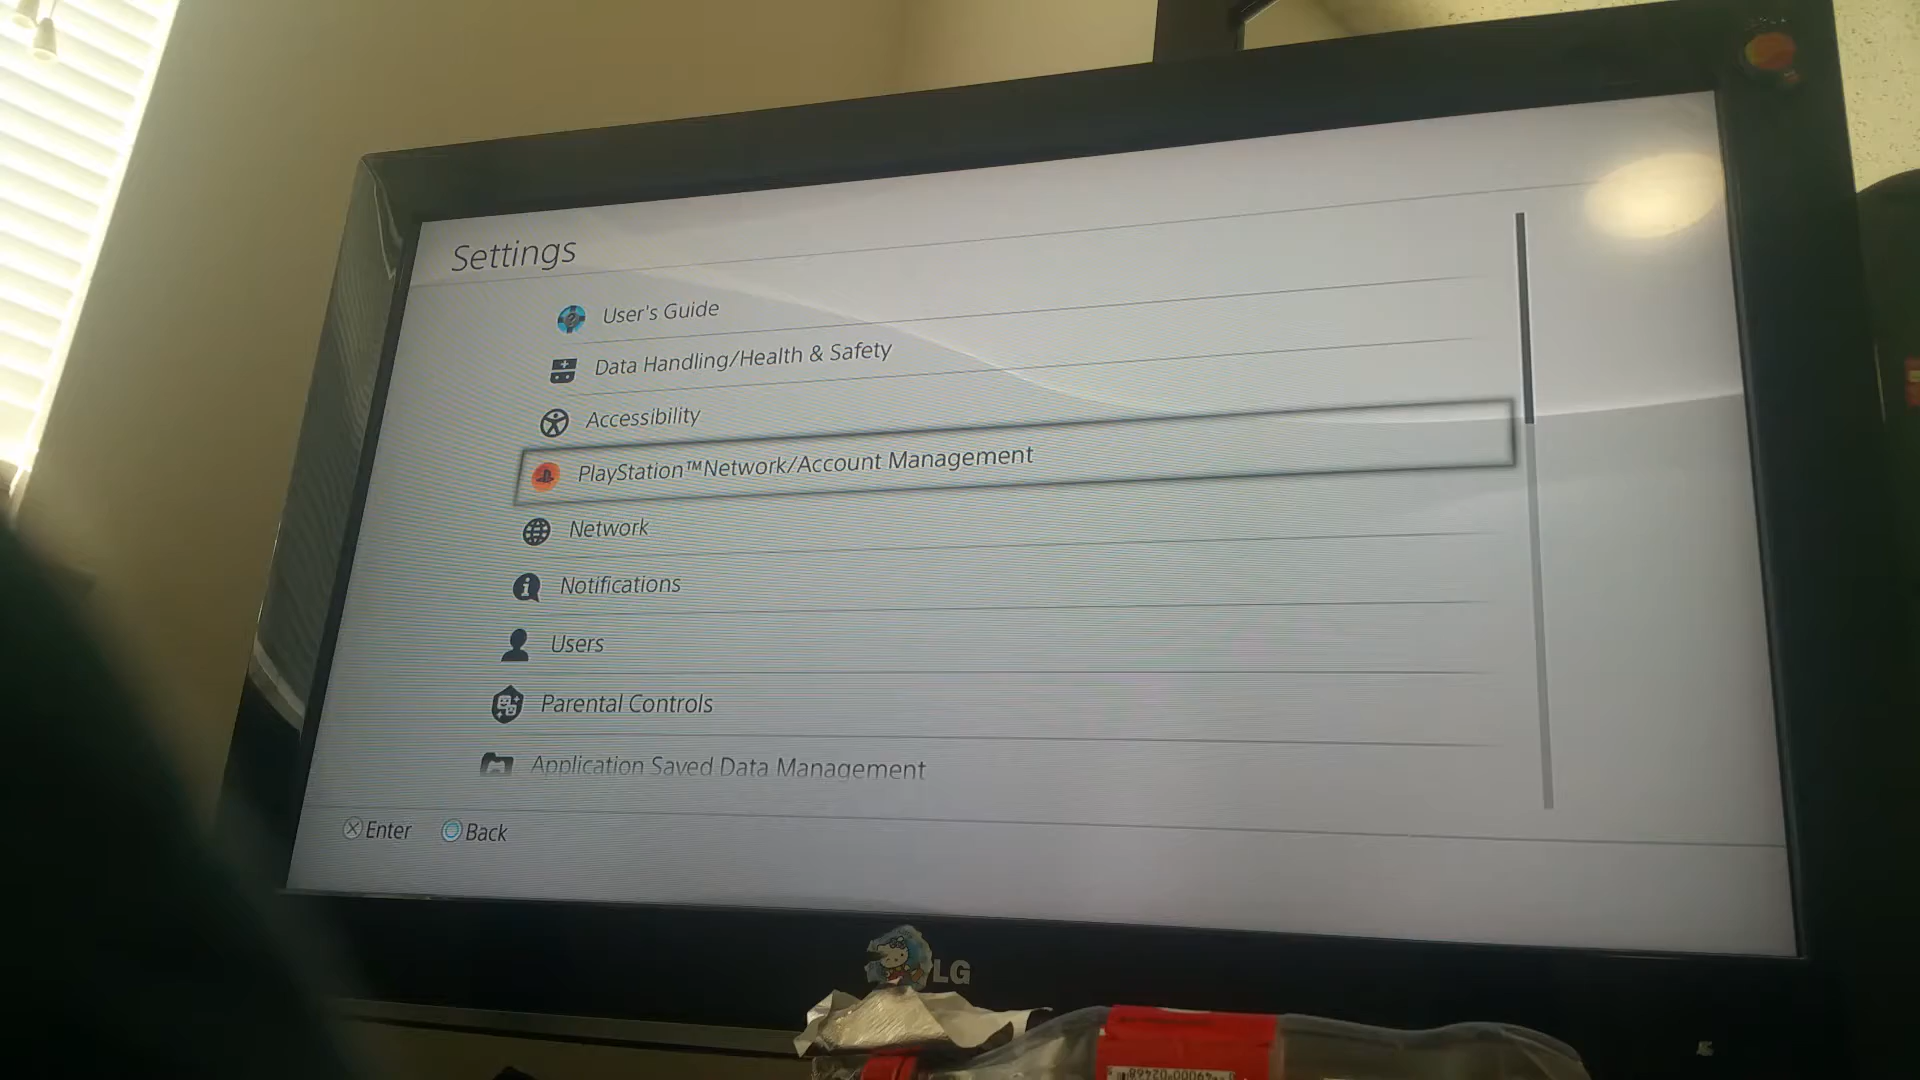 Settings
User's Guide
Data Handling/Health & Safety
Accessibility
PlayStation™Network/Account Management
Network
Notifications
Users
Parental Controls
Application Saved Data Management
Enter
Back
LG